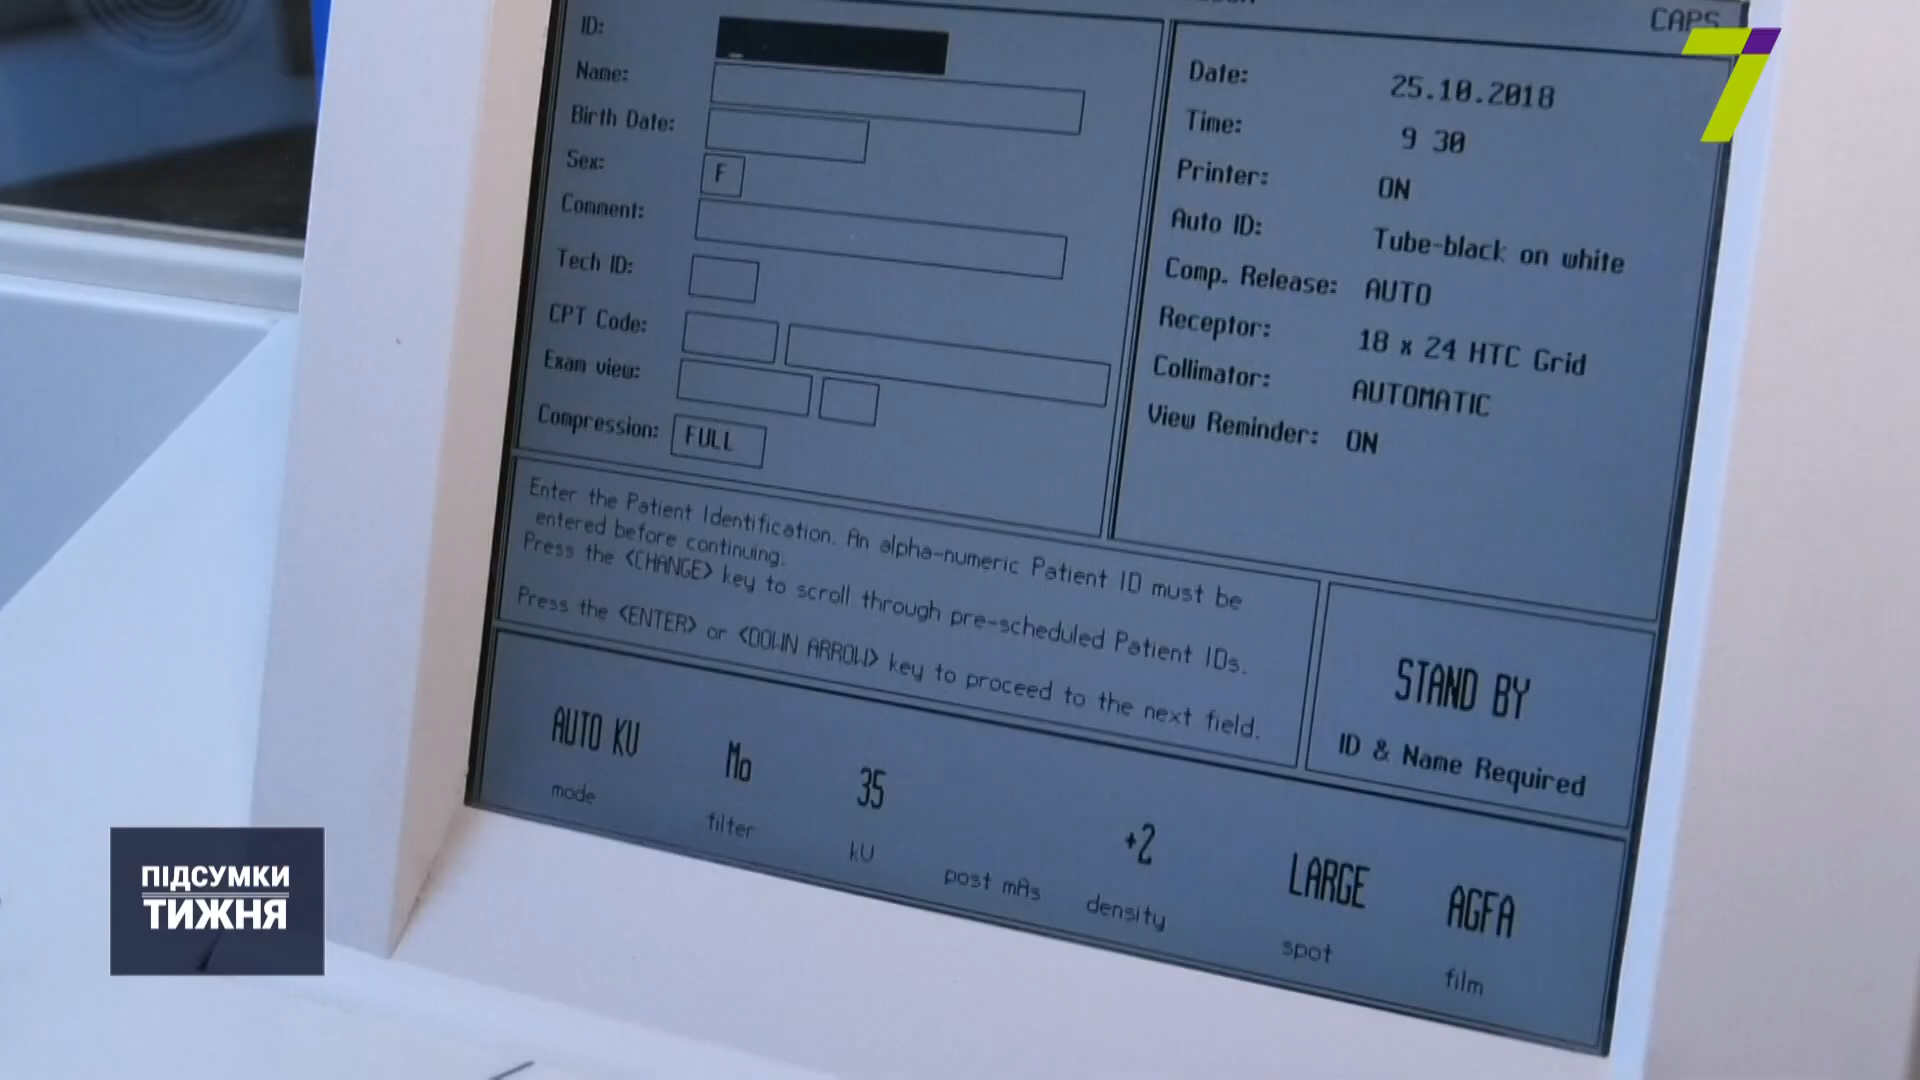 CAPS
7
ID:
Name:
Birth Date:
Sex: F
Comment:
Tech ID:
CPT Code:
Exam view:
Compression: FULL
Date: 25.10.2018
Time: 9 30
Printer: ON
Auto ID: Tube-black on white
Comp. Release: AUTO
Receptor: 18 x 24 HTC Grid
Collimator: AUTOMATIC
View Reminder: ON
Enter the Patient Identification. An alpha-numeric Patient ID must be
entered before continuing.
Press the <CHANGE> key to scroll through pre-scheduled Patient IDs.
Press the <ENTER> or <DOWN ARROW> key to proceed to the next field.
STAND BY
ID & Name Required
AUTO KV Mo 35 +2 LARGE AGFA
mode filter kV post mAs density spot film
ПІДСУМКИ
ТИЖНЯ